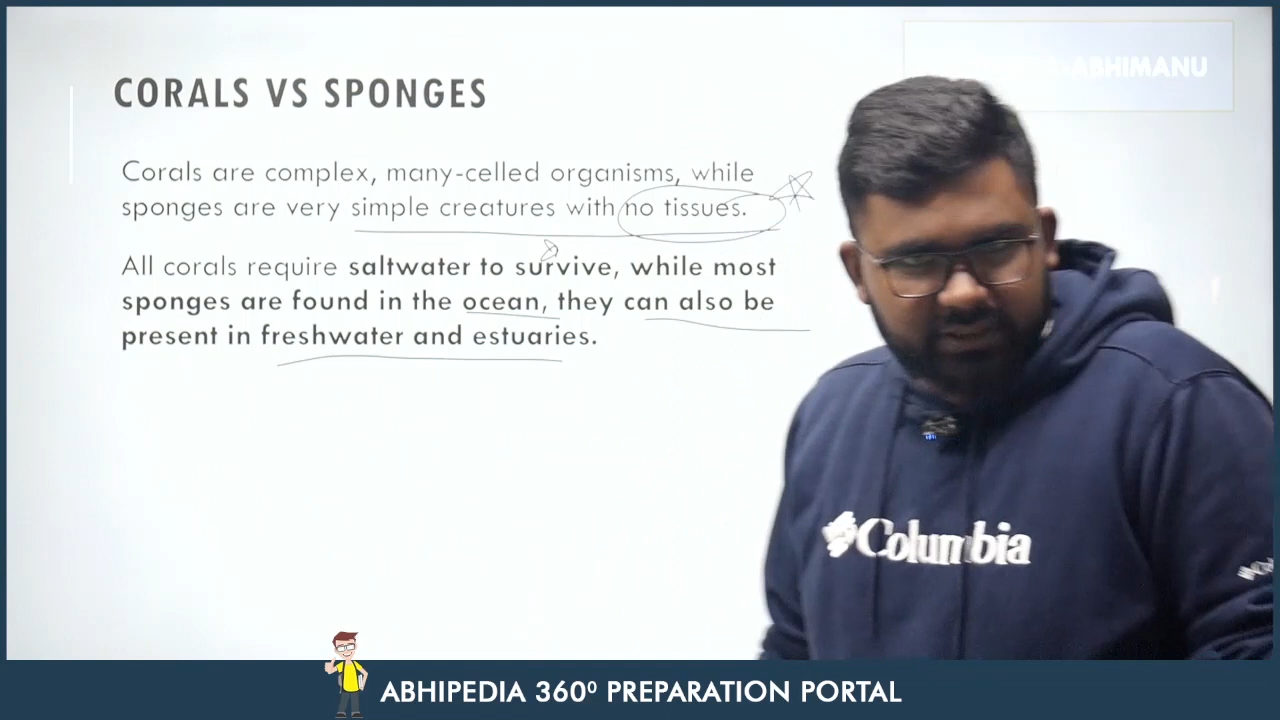 ABHIMANU
CORALS VS SPONGES
Corals are complex, many-celled organisms, while
sponges are very simple creatures with no tissues.
All corals require saltwater to survive, while most
sponges are found in the ocean, they can also be
present in freshwater and estuaries.
Columbia
ABHIPEDIA 360⁰ PREPARATION PORTAL